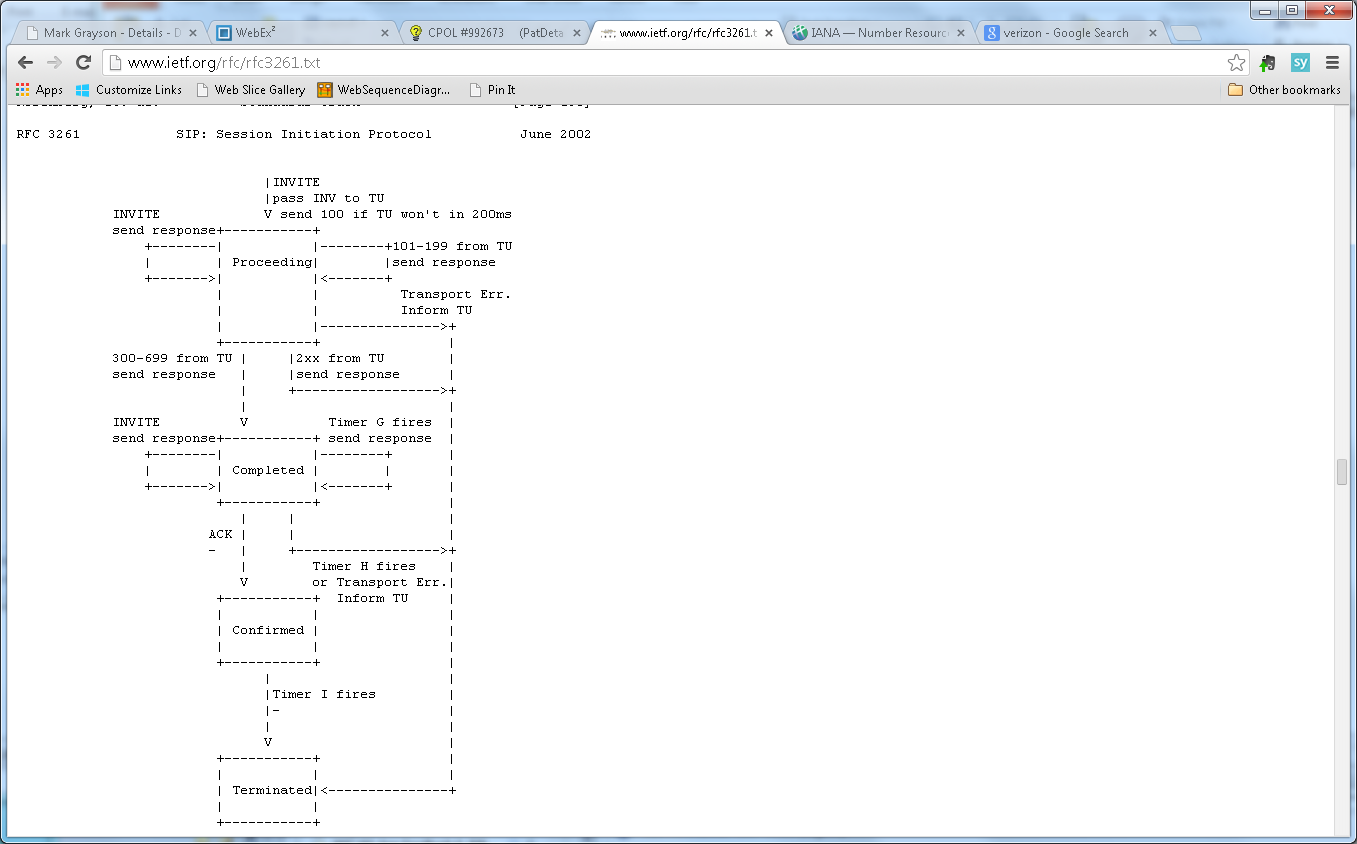 Mark Grayson - Details - D
WebEx²
CPOL #992673 (PatDeta
www.ietf.org/rfc/rfc3261.t
IANA — Number Resourc
verizon - Google Search
www.ietf.org/rfc/rfc3261.txt
sy
Apps Customize Links Web Slice Gallery WebSequenceDiagr... Pin It Other bookmarks
RFC 3261 SIP: Session Initiation Protocol June 2002
|INVITE
|pass INV to TU
INVITE V send 100 if TU won't in 200ms
send response+-----------+
+--------| |--------+101-199 from TU
| | Proceeding| |send response
+------->| |<-------+
| | Transport Err.
| | Inform TU
| |--------------->+
+-----------+ |
300-699 from TU | |2xx from TU |
send response | |send response |
| +------------------>+
| |
INVITE V Timer G fires |
send response+-----------+ send response |
+--------| |--------+ |
| | Completed | | |
+------->| |<-------+ |
+-----------+ |
| | |
ACK | | |
- | +------------------>+
| Timer H fires |
V or Transport Err.|
+-----------+ Inform TU |
| | |
| Confirmed | |
| | |
+-----------+ |
| |
|Timer I fires |
|- |
| |
V |
+-----------+ |
| | |
| Terminated|<---------------+
| |
+-----------+